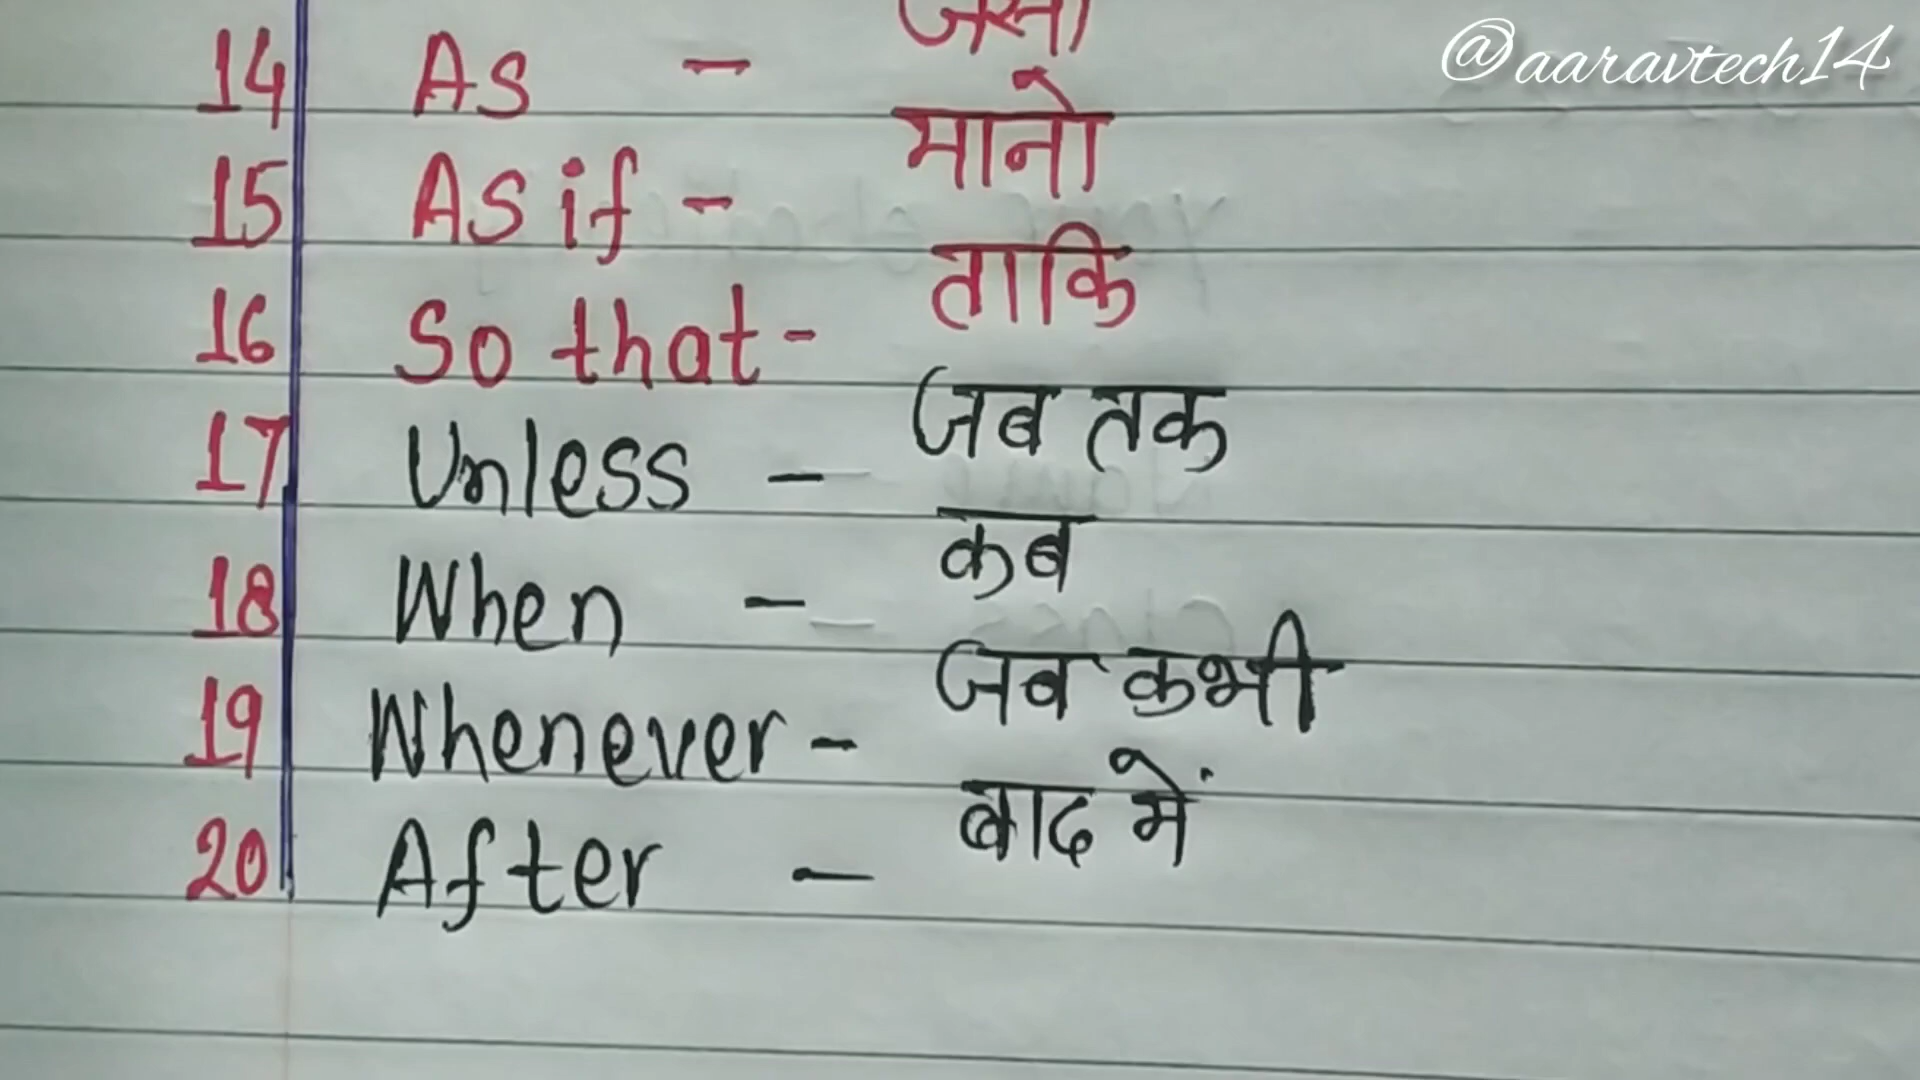 @aaravtech14
14 As - जैसा
15 As if - मानो
16 So that - ताकि
17 Unless - जब तक
18 When - कब
19 Whenever - जब कभी
20 After - बाद में